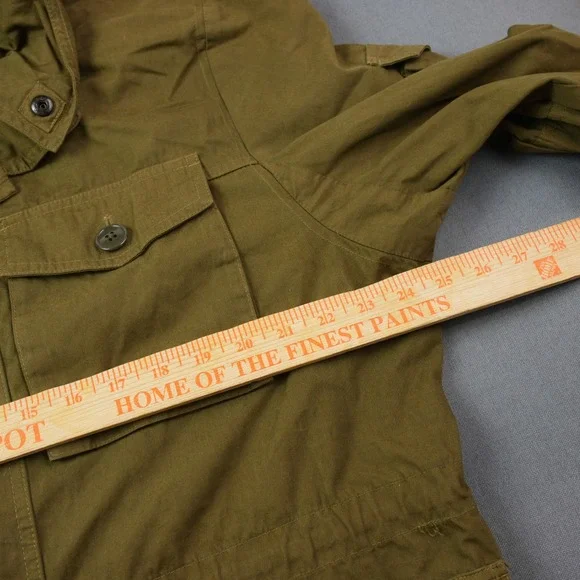 15 16 17 18 19 20 21 22 23 24 25 26 27 28
POT HOME OF THE FINEST PAINTS